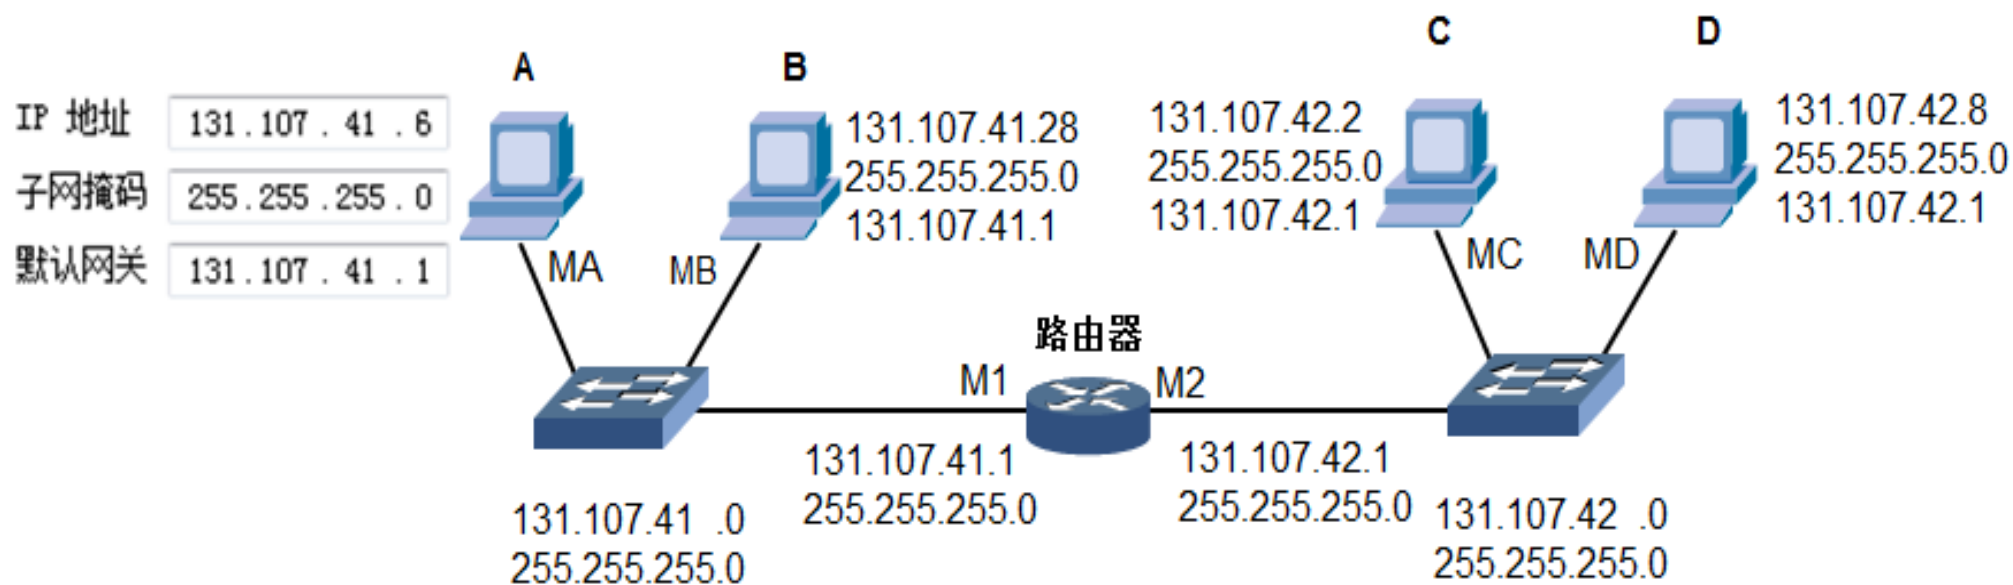 A
B
C
D
IP 地址
131 . 107 . 41 . 6
子网掩码
255 . 255 . 255 . 0
默认网关
131 . 107 . 41 . 1
131.107.41.28
255.255.255.0
131.107.41.1
131.107.42.2
255.255.255.0
131.107.42.1
131.107.42.8
255.255.255.0
131.107.42.1
MA
MB
MC
MD
路由器
M1
M2
131.107.41.1
255.255.255.0
131.107.42.1
255.255.255.0
131.107.41 .0
255.255.255.0
131.107.42 .0
255.255.255.0